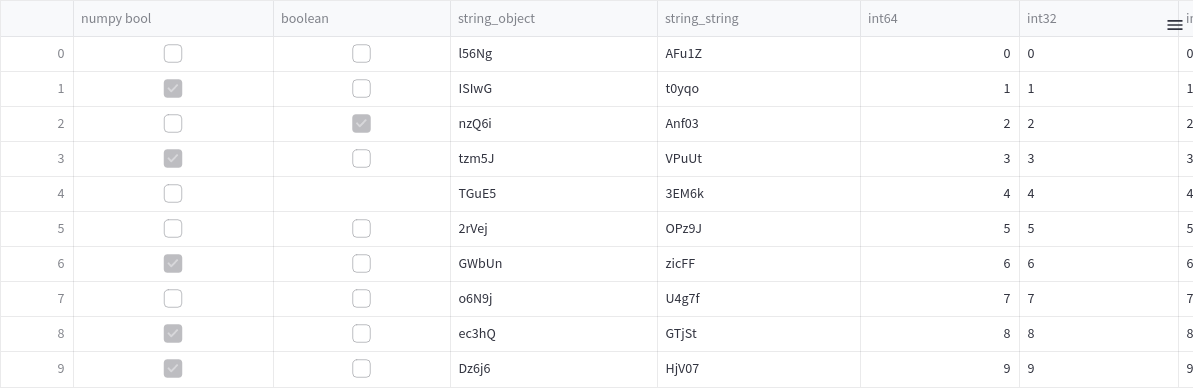 numpy bool boolean string_object string_string int64 int32
0 l56Ng AFu1Z 0 0 0
1 ISIwG t0yqo 1 1 1
2 nzQ6i Anf03 2 2 2
3 tzm5J VPuUt 3 3 3
4 TGuE5 3EM6k 4 4 4
5 2rVej OPz9J 5 5 5
6 GWbUn zicFF 6 6 6
7 o6N9j U4g7f 7 7 7
8 ec3hQ GTjSt 8 8 8
9 Dz6j6 HjV07 9 9 9